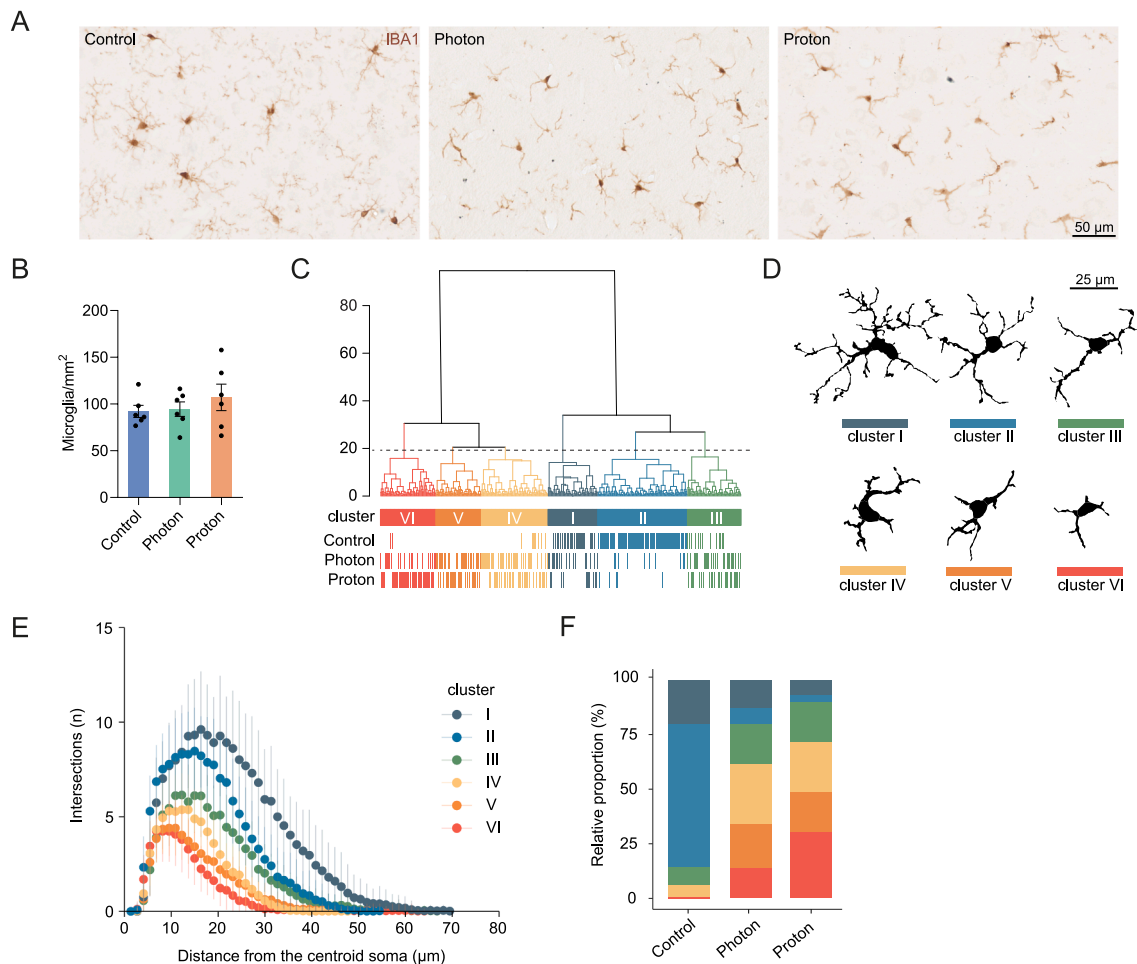 A
Control
IBA1
Photon
Proton
50 µm
B
Microglia/mm²
200
150
100
50
0
Control
Photon
Proton
C
80
60
40
20
0
cluster
VI
V
IV
I
II
III
Control
Photon
Proton
D
25 µm
cluster I
cluster II
cluster III
cluster IV
cluster V
cluster VI
E
Intersections (n)
15
10
5
0
0
10
20
30
40
50
60
70
80
Distance from the centroid soma (µm)
cluster
I
II
III
IV
V
VI
F
Relative proportion (%)
100
75
50
25
0
Control
Photon
Proton